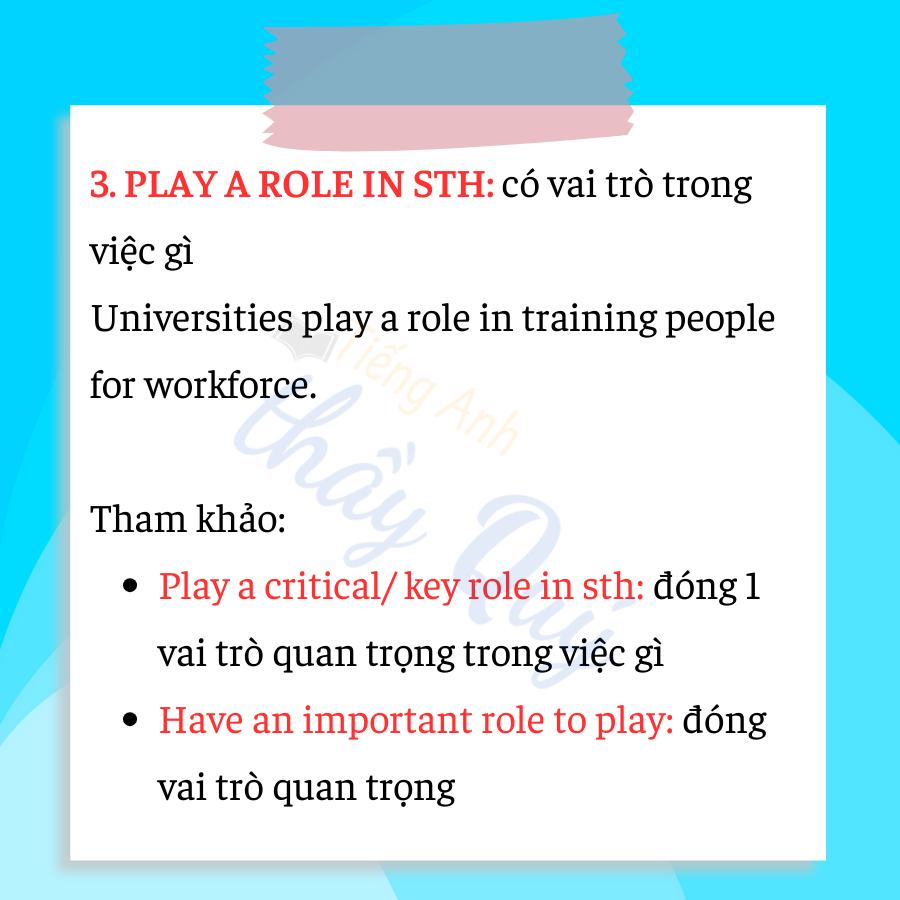 3. PLAY A ROLE IN STH: có vai trò trong
việc gì
Universities play a role in training people
for workforce.
Tiếng Anh
thầy Quý
Tham khảo:
• Play a critical/ key role in sth: đóng 1
vai trò quan trọng trong việc gì
• Have an important role to play: đóng
vai trò quan trọng